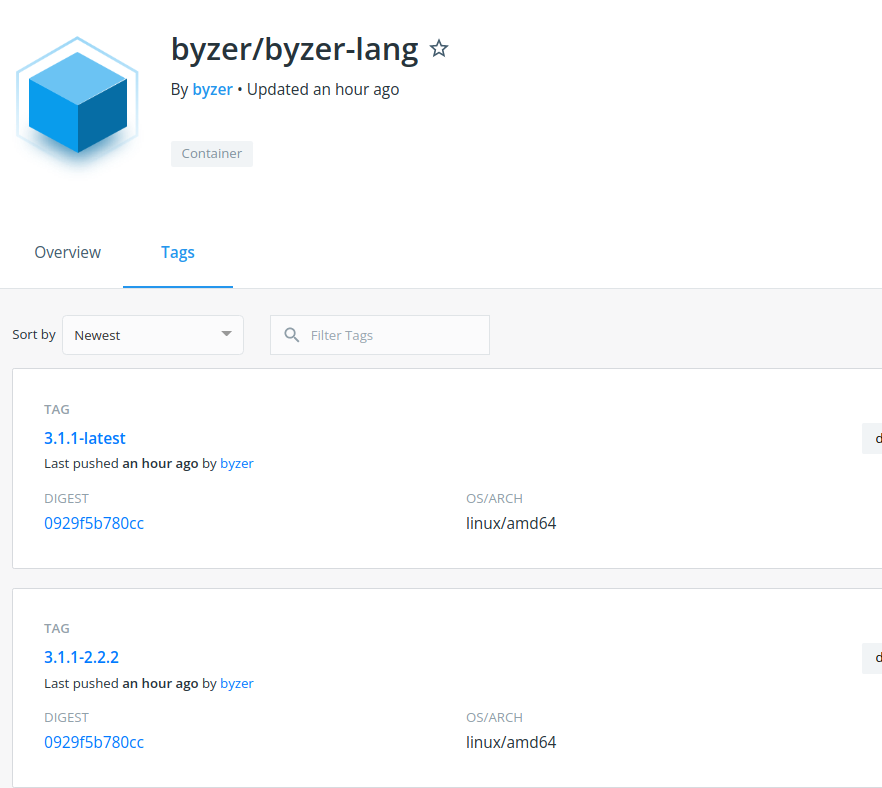 byzer/byzer-lang
By byzer • Updated an hour ago
Container
Overview Tags
Sort by Newest Filter Tags
TAG
3.1.1-latest
Last pushed an hour ago by byzer
DIGEST OS/ARCH
0929f5b780cc linux/amd64
TAG
3.1.1-2.2.2
Last pushed an hour ago by byzer
DIGEST OS/ARCH
0929f5b780cc linux/amd64